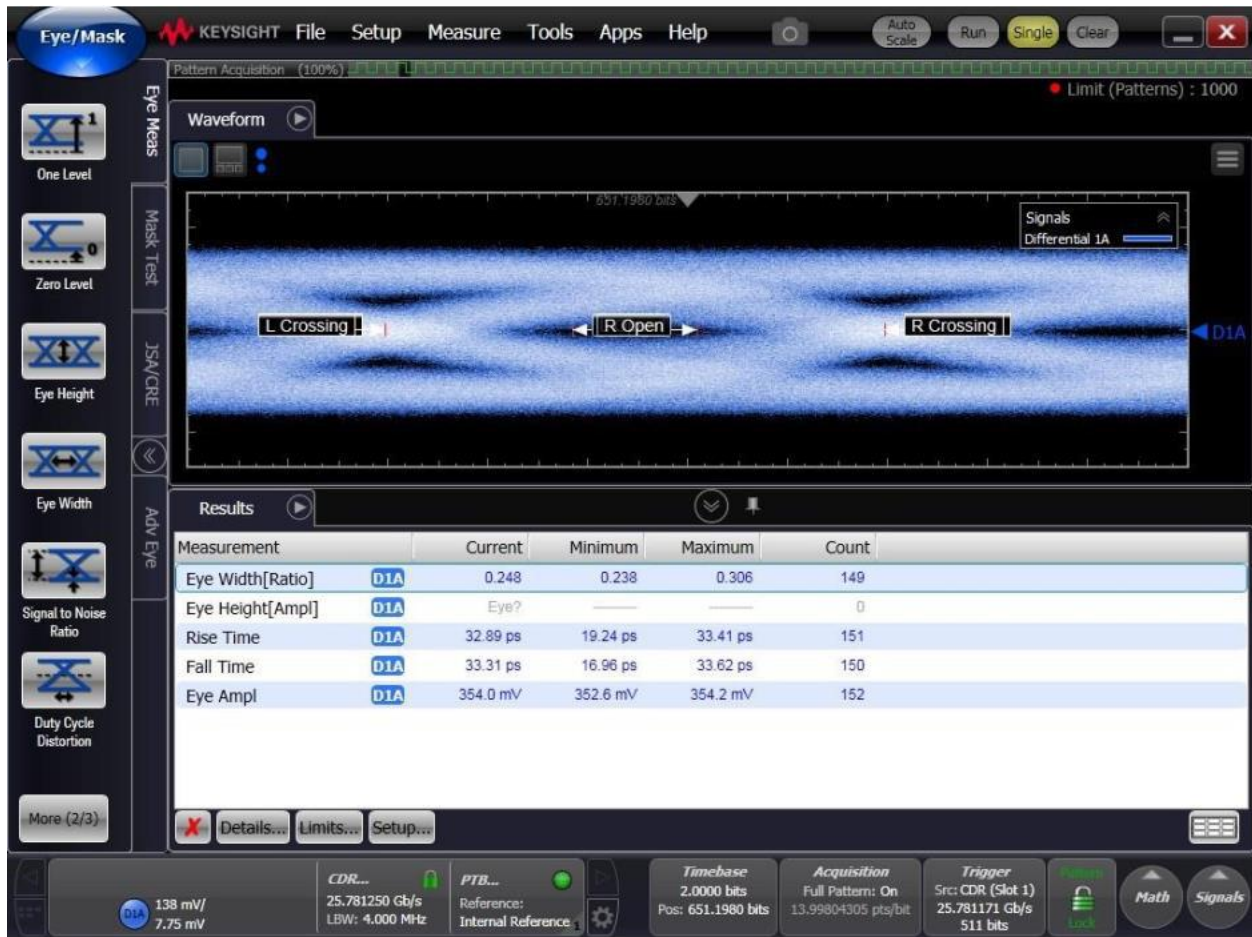 Eye/Mask
KEYSIGHT File Setup Measure Tools Apps Help
Auto Scale
Run
Single
Clear
Pattern Acquisition (100%)
Limit (Patterns) : 1000
Eye Meas
Mask Test
JSA/CRE
Adv Eye
1
One Level
0
Zero Level
Eye Height
Eye Width
Signal to Noise
Ratio
Duty Cycle
Distortion
More (2/3)
Waveform
651.1980 bits
Signals
Differential 1A
L Crossing
R Open
R Crossing
D1A
Results
Measurement Current Minimum Maximum Count
Eye Width[Ratio] D1A 0.248 0.238 0.306 149
Eye Height[Ampl] D1A Eye? 0
Rise Time D1A 32.89 ps 19.24 ps 33.41 ps 151
Fall Time D1A 33.31 ps 16.96 ps 33.62 ps 150
Eye Ampl D1A 354.0 mV 352.6 mV 354.2 mV 152
Details... Limits... Setup...
D1A
138 mV/
7.75 mV
CDR...
25.781250 Gb/s
LBW: 4.000 MHz
PTB...
Reference:
Internal Reference
1
Timebase
2.0000 bits
Pos: 651.1980 bits
Acquisition
Full Pattern: On
13.99804305 pts/bit
Trigger
Src: CDR (Slot 1)
25.781171 Gb/s
511 bits
Pattern
Lock
Math
Signals